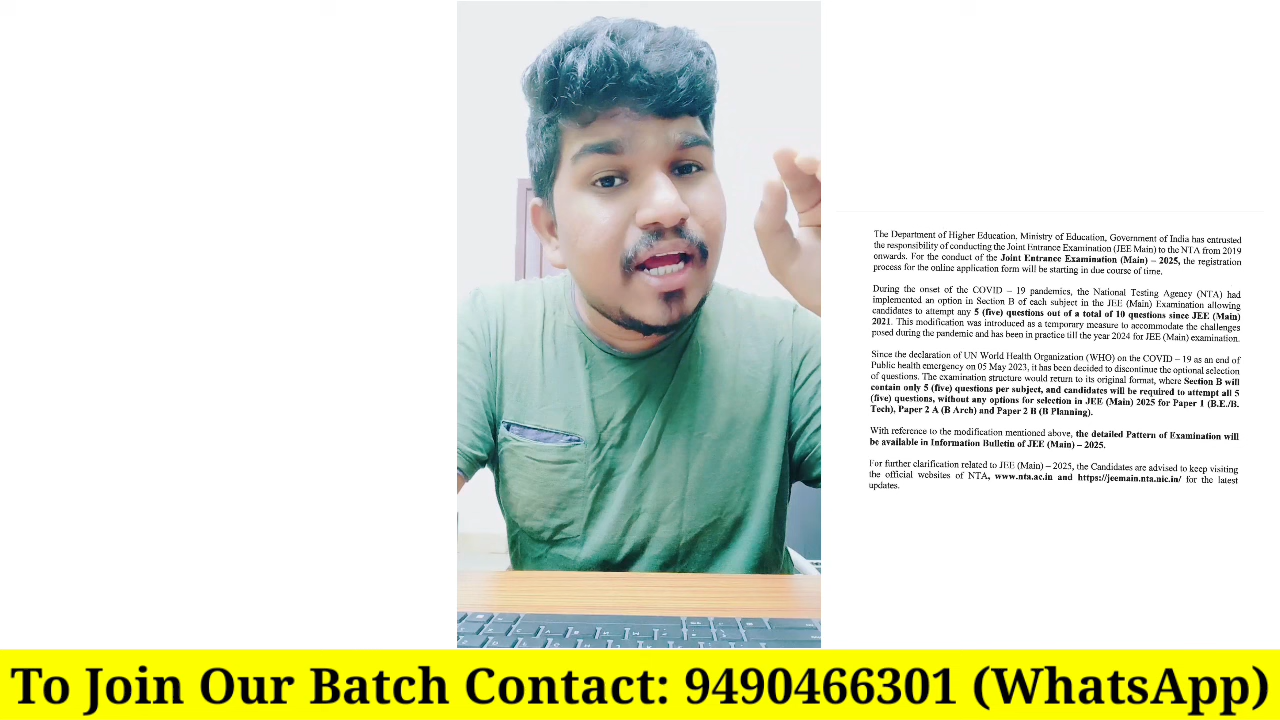 The Department of Higher Education, Ministry of Education, Government of India has entrusted
the responsibility of conducting the Joint Entrance Examination (JEE Main) to the NTA from 2019
onwards. For the conduct of the Joint Entrance Examination (Main) – 2025, the registration
process for the online application form will be starting in due course of time.
During the onset of the COVID – 19 pandemics, the National Testing Agency (NTA) had
implemented an option in Section B of each subject in the JEE (Main) Examination allowing
candidates to attempt any 5 (five) questions out of a total of 10 questions since JEE (Main)
2021. This modification was introduced as a temporary measure to accommodate the challenges
posed during the pandemic and has been in practice till the year 2024 for JEE (Main) examination.
Since the declaration of UN World Health Organization (WHO) on the COVID – 19 as an end of
Public health emergency on 05 May 2023, it has been decided to discontinue the optional selection
of questions. The examination structure would return to its original format, where Section B will
contain only 5 (five) questions per subject, and candidates will be required to attempt all 5
(five) questions, without any options for selection in JEE (Main) 2025 for Paper 1 (B.E./B.
Tech), Paper 2 A (B Arch) and Paper 2 B (B Planning).
With reference to the modification mentioned above, the detailed Pattern of Examination will
be available in Information Bulletin of JEE (Main) – 2025.
For further clarification related to JEE (Main) – 2025, the Candidates are advised to keep visiting
the official websites of NTA, www.nta.ac.in and https://jeemain.nta.nic.in/ for the latest
updates.
To Join Our Batch Contact: 9490466301 (WhatsApp)